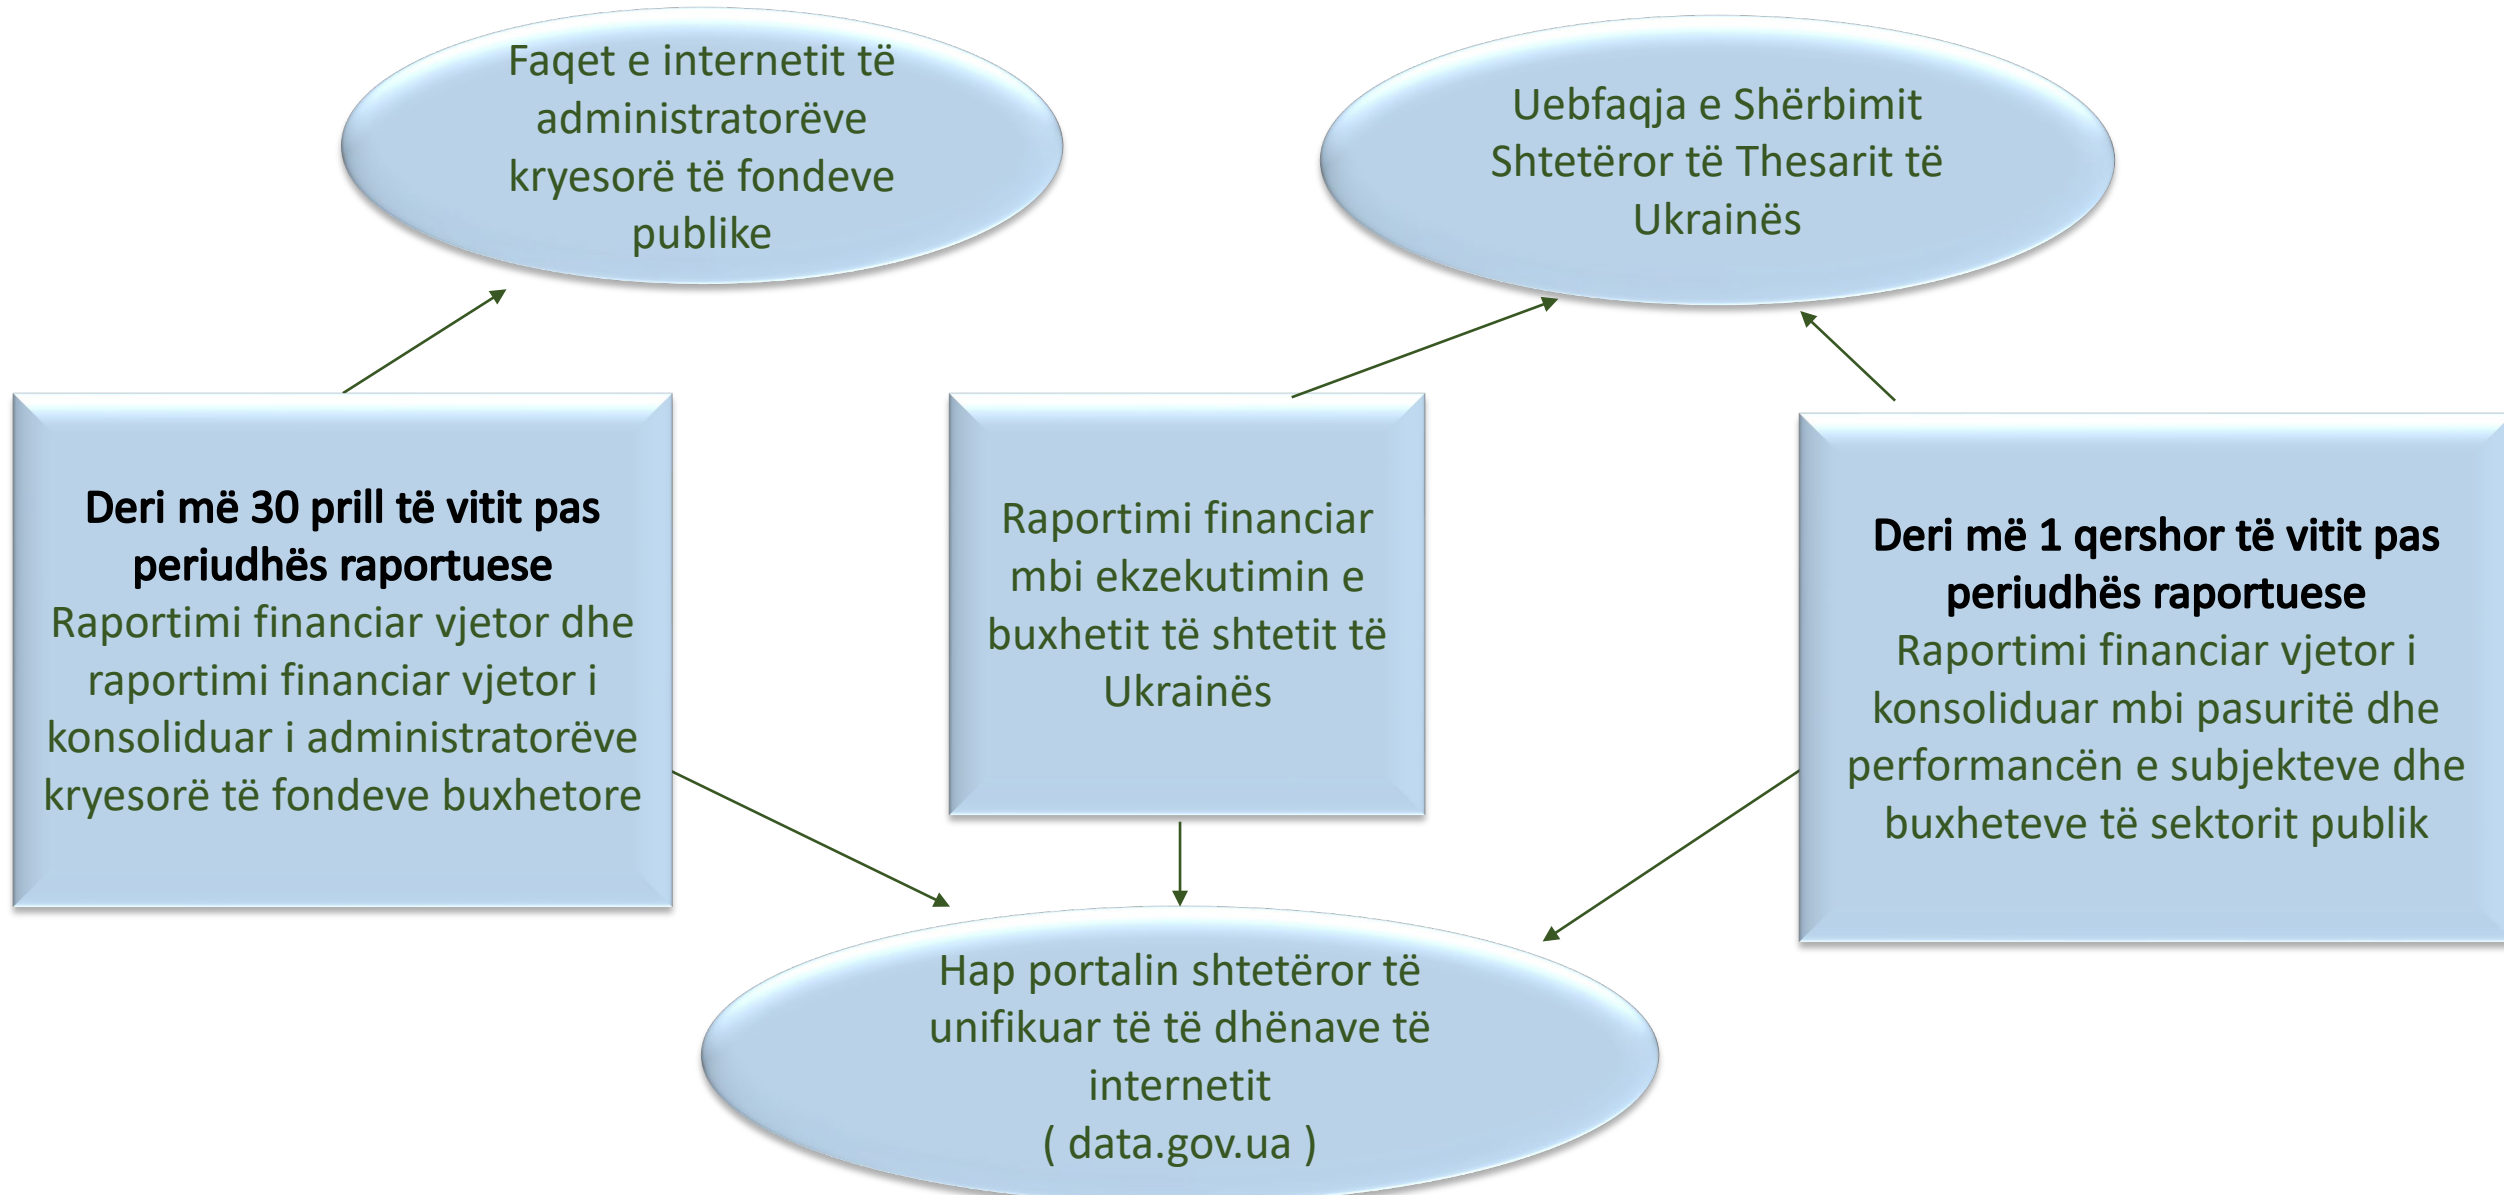 Faqet e internetit të
administratorëve
kryesorë të fondeve
publike
Uebfaqja e Shërbimit
Shtetëror të Thesarit të
Ukrainës
Deri më 30 prill të vitit pas
periudhës raportuese
Raportimi financiar vjetor dhe
raportimi financiar vjetor i
konsoliduar i administratorëve
kryesorë të fondeve buxhetore
Raportimi financiar
mbi ekzekutimin e
buxhetit të shtetit të
Ukrainës
Deri më 1 qershor të vitit pas
periudhës raportuese
Raportimi financiar vjetor i
konsoliduar mbi pasuritë dhe
performancën e subjekteve dhe
buxheteve të sektorit publik
Hap portalin shtetëror të
unifikuar të të dhënave të
internetit
( data.gov.ua )